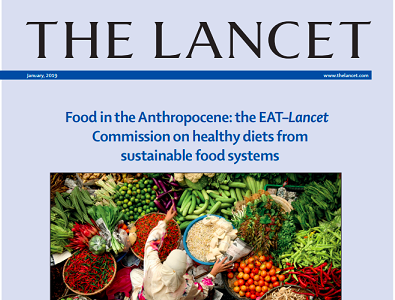 THE LANCET
January, 2019
www.thelancet.com
Food in the Anthropocene: the EAT–Lancet
Commission on healthy diets from
sustainable food systems